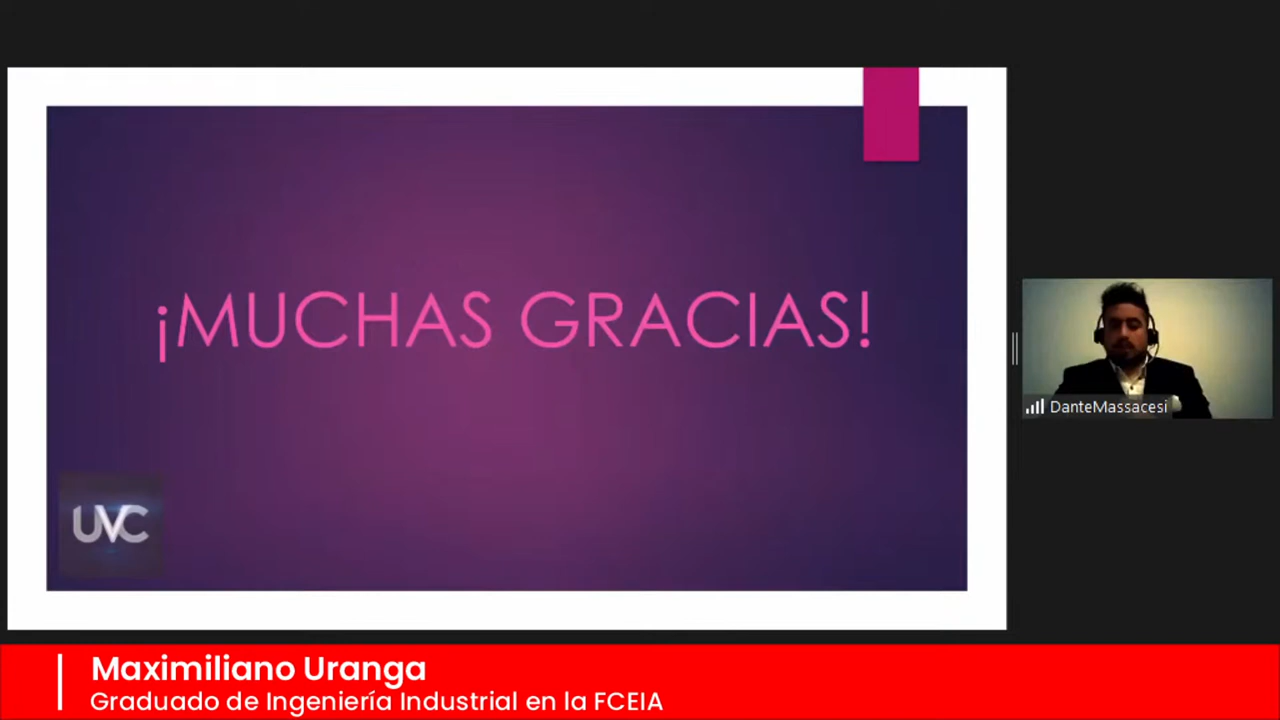 ¡MUCHAS GRACIAS!
UVC
DanteMassacesi
Maximiliano Uranga
Graduado de Ingeniería Industrial en la FCEIA